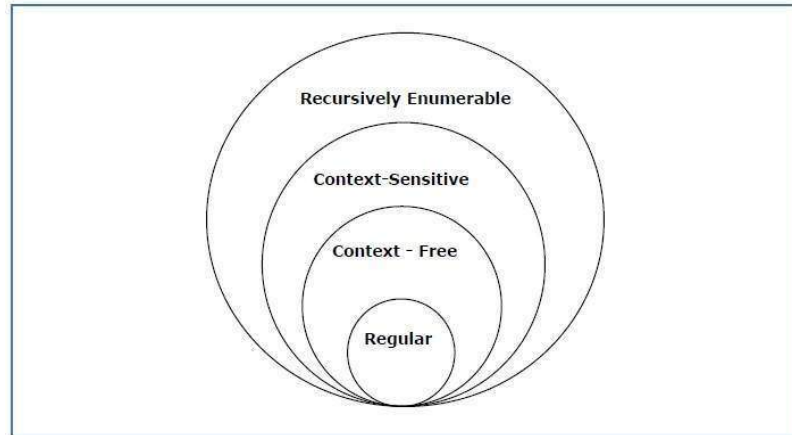 Recursively Enumerable
Context-Sensitive
Context - Free
Regular